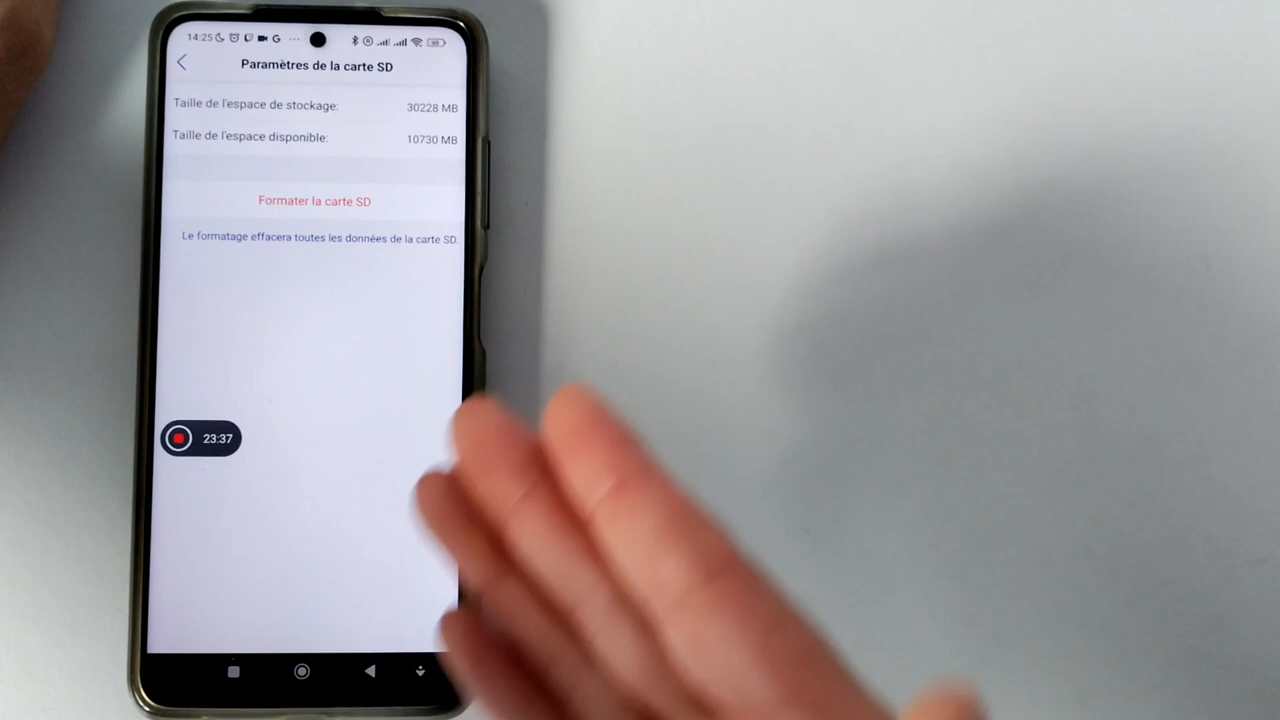 14:25
Paramètres de la carte SD
Taille de l'espace de stockage: 30228 MB
Taille de l'espace disponible: 10730 MB
Formater la carte SD
Le formatage effacera toutes les données de la carte SD.
23:37